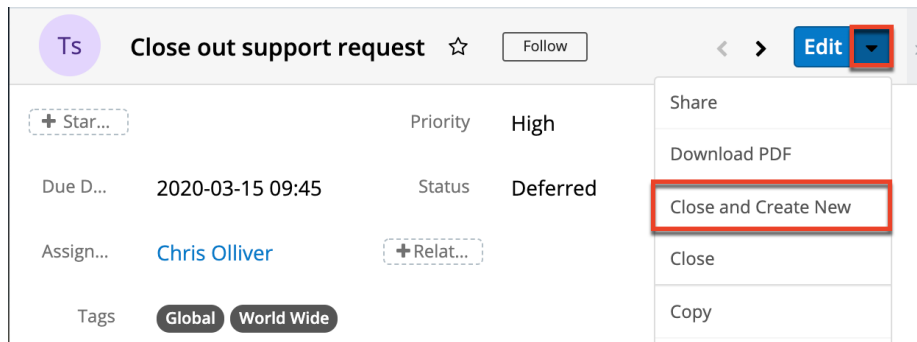 Ts
Close out support request
Follow
Edit
Share
+ Star...
Priority
High
Download PDF
Due D...
2020-03-15 09:45
Status
Deferred
Close and Create New
Assign...
Chris Olliver
+Relat...
Close
Tags
Global
World Wide
Copy